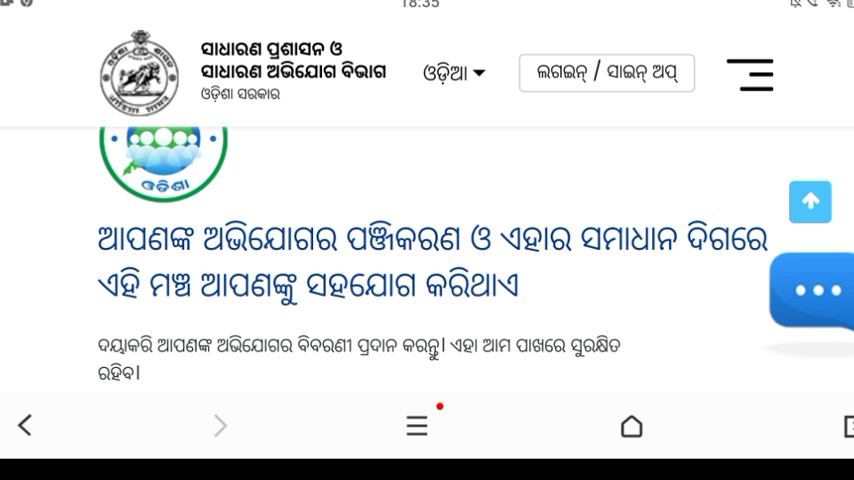 18:35
ସାଧାରଣ ପ୍ରଶାସନ ଓ
ସାଧାରଣ ଅଭିଯୋଗ ବିଭାଗ
ଓଡ଼ିଶା ସରକାର
ଓଡ଼ିଆ
ଲଗଇନ୍ / ସାଇନ୍ ଅପ୍
ଓଡିଶା
ଆପଣଙ୍କ ଅଭିଯୋଗର ପଞ୍ଜିକରଣ ଓ ଏହାର ସମାଧାନ ଦିଗରେ
ଏହି ମଞ୍ଚ ଆପଣଙ୍କୁ ସହଯୋଗ କରିଥାଏ
ଦୟାକରି ଆପଣଙ୍କ ଅଭିଯୋଗର ବିବରଣୀ ପ୍ରଦାନ କରନ୍ତୁ। ଏହା ଆମ ପାଖରେ ସୁରକ୍ଷିତ
ରହିବ।